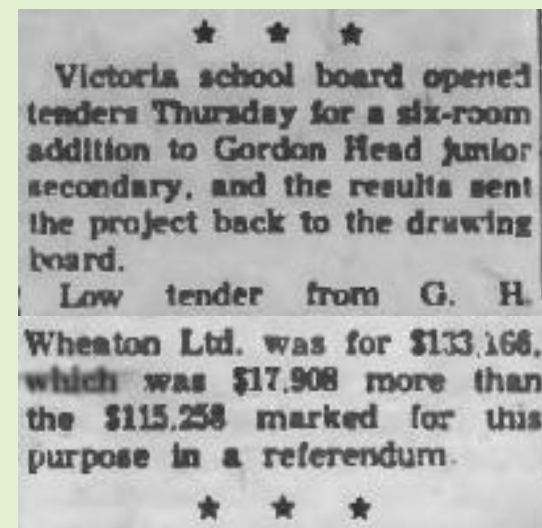 ★ ★ ★
Victoria school board opened
tenders Thursday for a six-room
addition to Gordon Head junior
secondary, and the results sent
the project back to the drawing
board.
Low tender from G. H.
Wheaton Ltd. was for $133,166,
which was $17,908 more than
the $115,258 marked for this
purpose in a referendum.
★ ★ ★